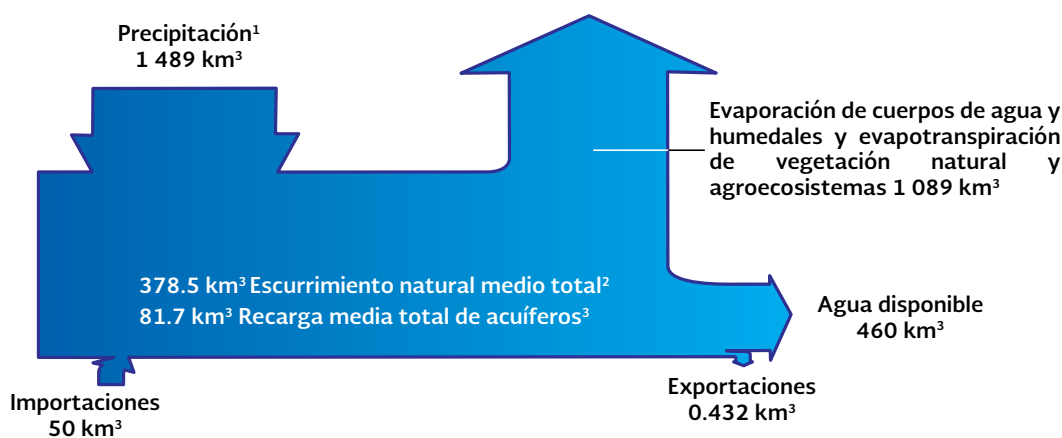 Precipitación¹
1 489 km³
Evaporación de cuerpos de agua y
humedales y evapotranspiración
de vegetación natural y
agroecosistemas 1 089 km³
378.5 km³ Escurrimiento natural medio total²
81.7 km³ Recarga media total de acuíferos³
Agua disponible
460 km³
Importaciones
50 km³
Exportaciones
0.432 km³